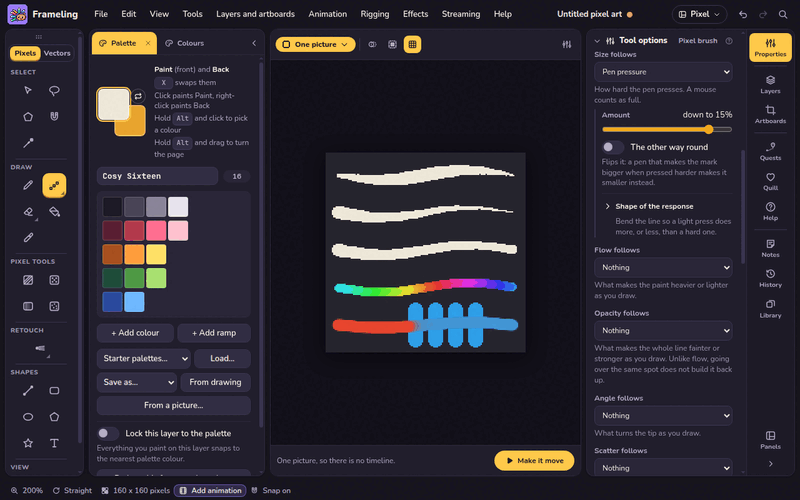 Frameling
File Edit View Tools Layers and artboards Animation Rigging Effects Streaming Help
Untitled pixel art
Pixel
Pixels Vectors
SELECT
DRAW
PIXEL TOOLS
RETOUCH
SHAPES
VIEW
Palette
Colours
Paint (front) and Back
X swaps them
Click paints Paint, right-
click paints Back
Hold Alt and click to pick
a colour
Hold Alt and drag to turn
the page
Cosy Sixteen 16
+ Add colour + Add ramp
Starter palettes... Load...
Save as... From drawing
From a picture...
Lock this layer to the palette
Everything you paint on this layer snaps to
the nearest palette colour.
One picture
One picture, so there is no timeline.
Make it move
Tool options Pixel brush
Size follows
Pen pressure
How hard the pen presses. A mouse
counts as full.
Amount down to 15%
The other way round
Flips it: a pen that makes the mark
bigger when pressed harder makes it
smaller instead.
Shape of the response
Bend the line so a light press does
more, or less, than a hard one.
Flow follows
Nothing
What makes the paint heavier or lighter
as you draw.
Opacity follows
Nothing
What makes the whole line fainter or
stronger as you draw. Unlike flow, going
over the same spot does not build it back
up.
Angle follows
Nothing
What turns the tip as you draw.
Scatter follows
Nothing
Properties
Layers
Artboards
Quests
Quill
Help
Notes
History
Library
Panels
200% Straight 160 x 160 pixels Add animation Snap on